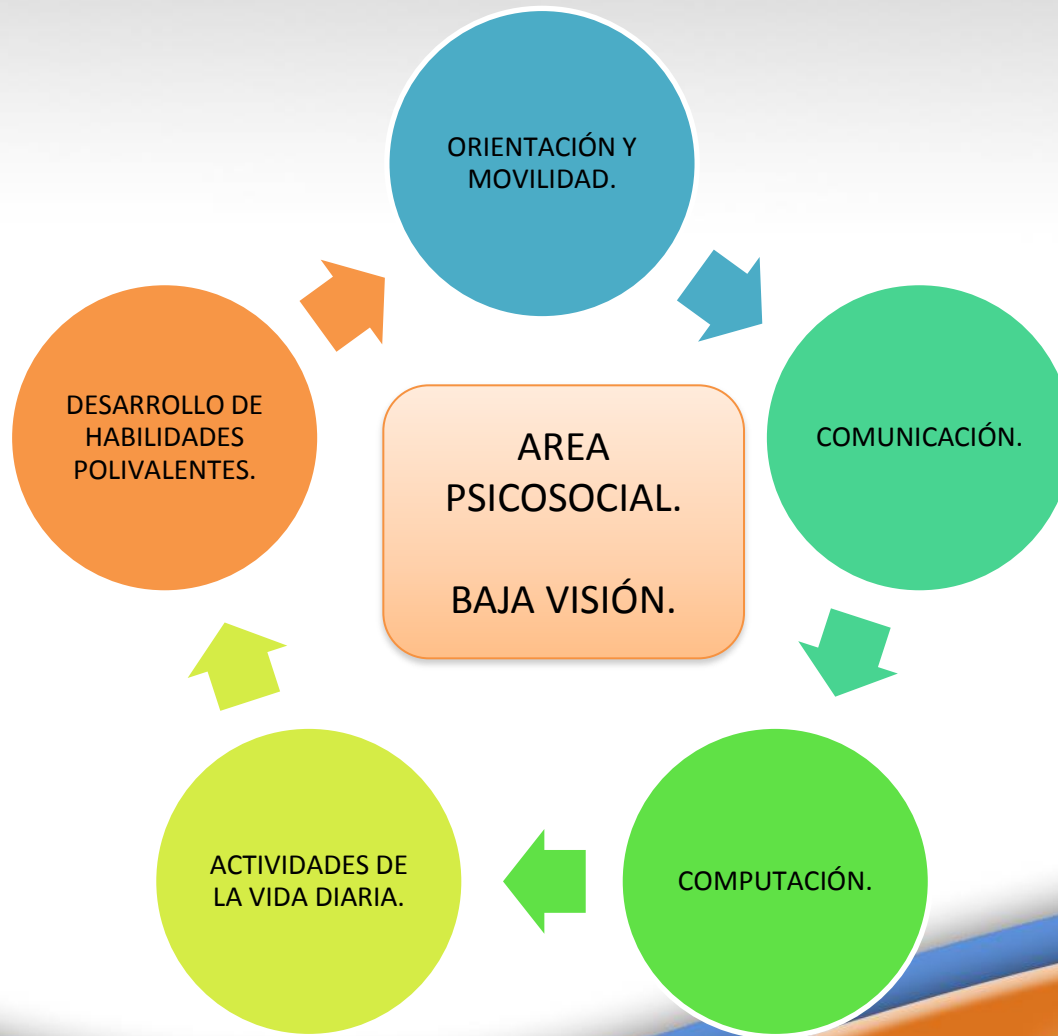 ORIENTACIÓN Y
MOVILIDAD.
COMUNICACIÓN.
COMPUTACIÓN.
ACTIVIDADES DE
LA VIDA DIARIA.
DESARROLLO DE
HABILIDADES
POLIVALENTES.
AREA
PSICOSOCIAL.
BAJA VISIÓN.